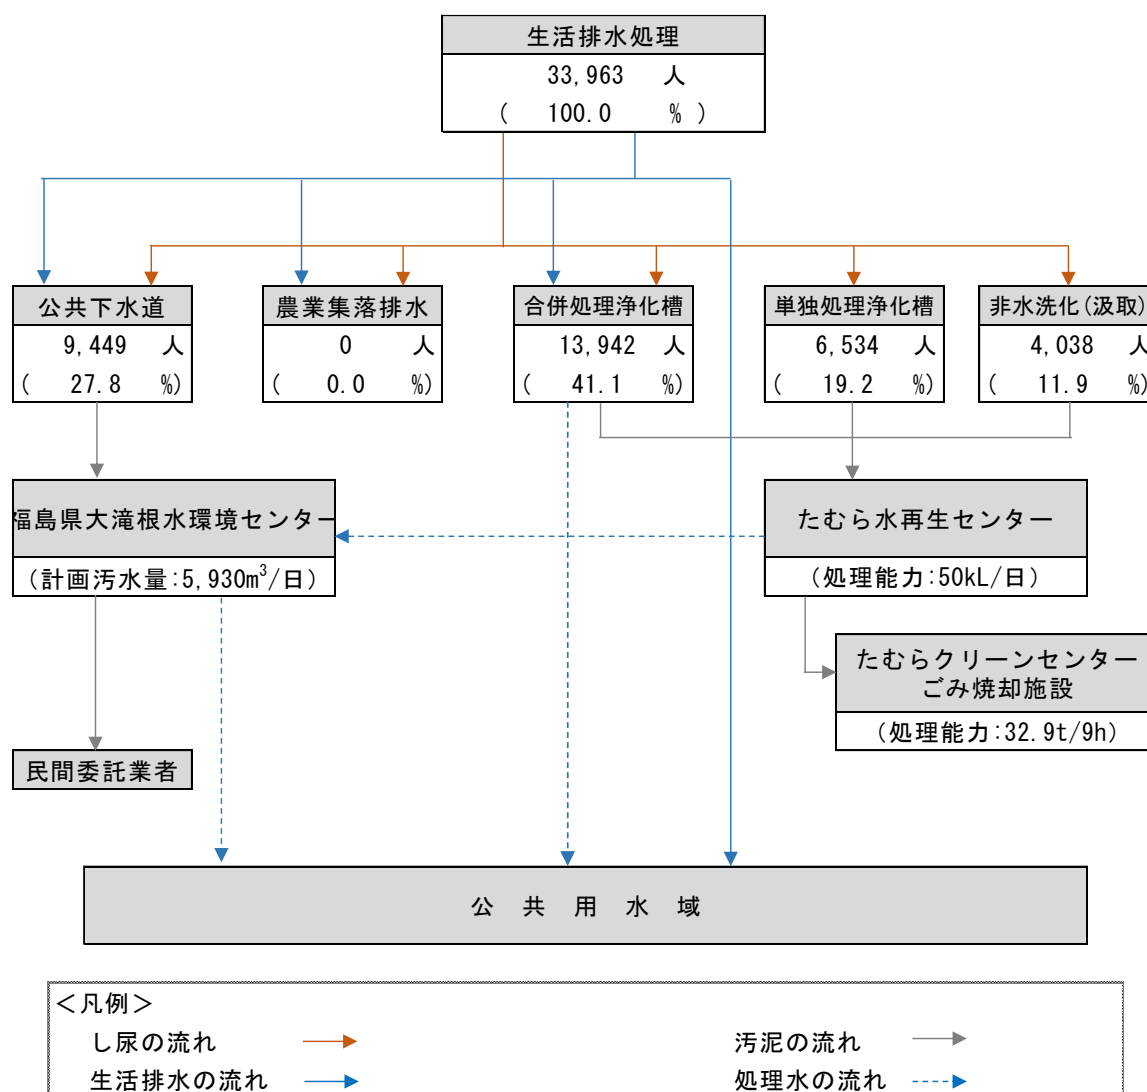 生活排水処理
33,963 人
( 100.0 % )
公共下水道
9,449 人
( 27.8 %)
農業集落排水
0 人
( 0.0 %)
合併処理浄化槽
13,942 人
( 41.1 %)
単独処理浄化槽
6,534 人
( 19.2 %)
非水洗化(汲取)
4,038 人
( 11.9 %)
福島県大滝根水環境センター
(計画汚水量:5,930m³/日)
たむら水再生センター
(処理能力:50kL/日)
たむらクリーンセンター
ごみ焼却施設
(処理能力:32.9t/9h)
民間委託業者
公共用水域
<凡例>
し尿の流れ
汚泥の流れ
生活排水の流れ
処理水の流れ